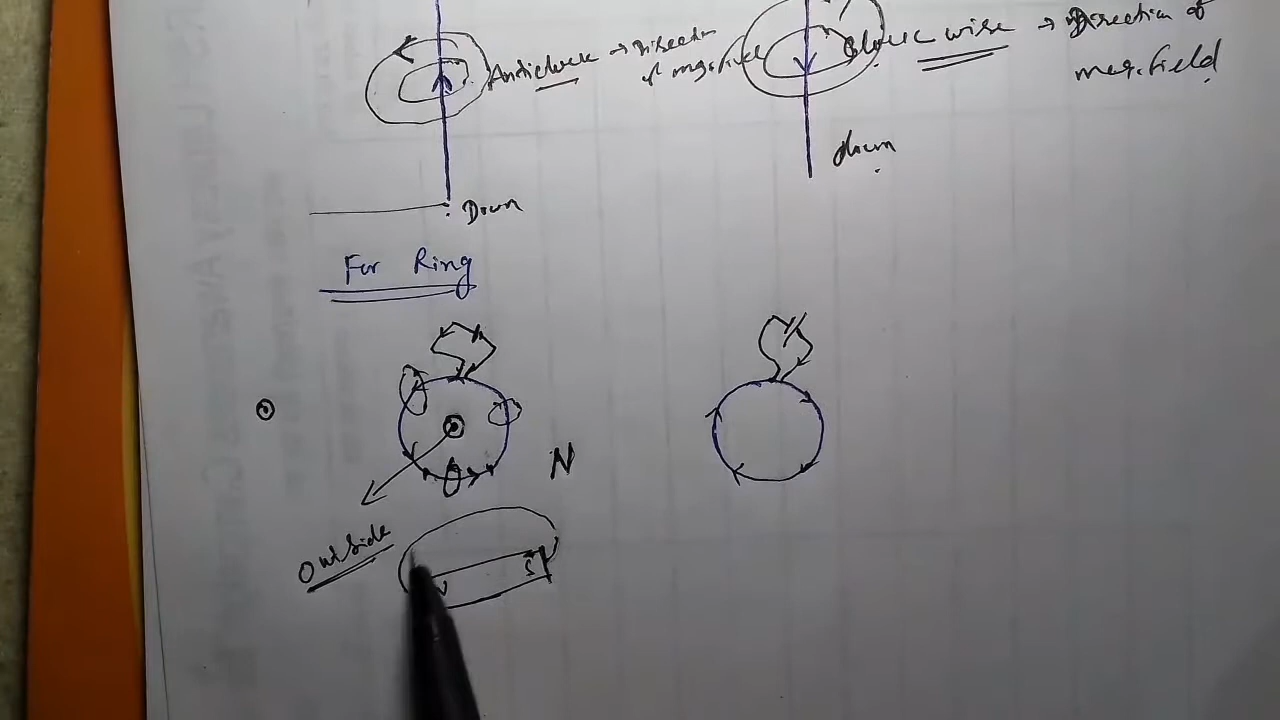 Anticlock → Direction
of mag.field
Clock wise → Direction of
mag.field
Down
down
For Ring
N
Outside
N
S